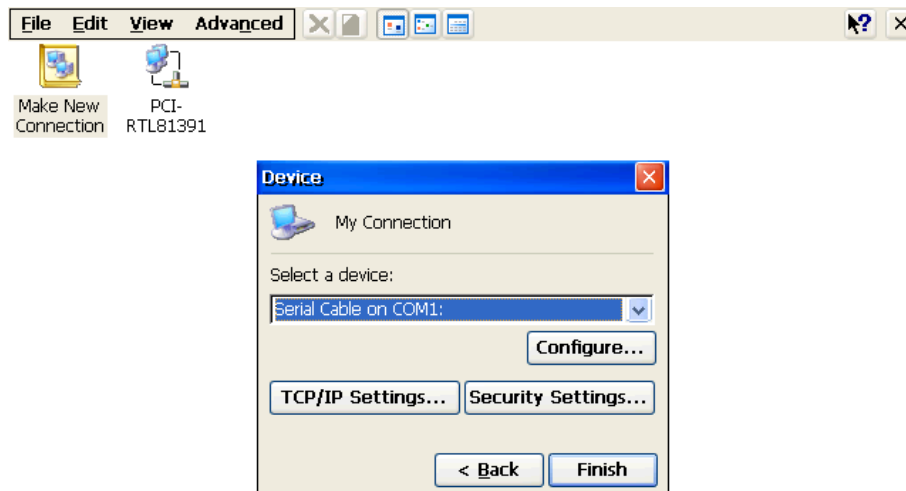 File Edit View Advanced
Make New
Connection
PCI-
RTL81391
Device
My Connection
Select a device:
Serial Cable on COM1:
Configure...
TCP/IP Settings... Security Settings...
< Back Finish